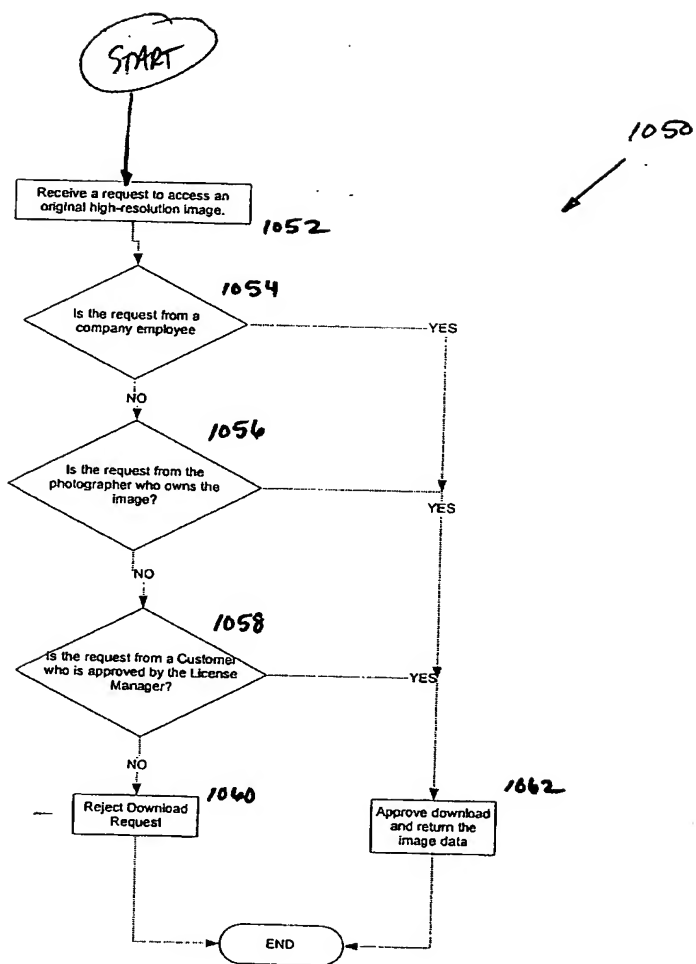 START
1050
Receive a request to access an
original high-resolution image.
1052
1054
Is the request from a
company employee
YES
NO
1056
Is the request from the
photographer who owns the
image?
YES
NO
1058
Is the request from a Customer
who is approved by the License
Manager?
YES
NO
1060
Reject Download
Request
1062
Approve download
and return the
image data
END